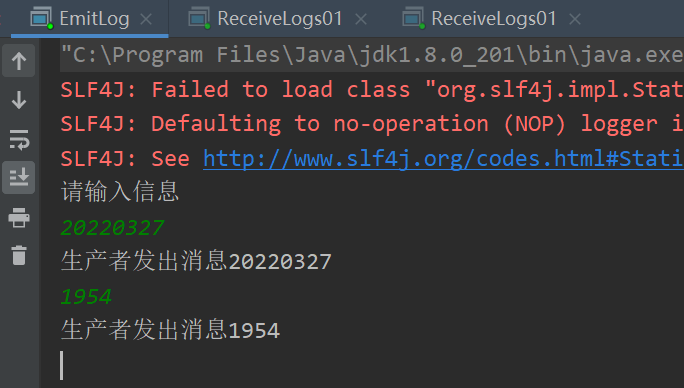 EmitLog ReceiveLogs01 ReceiveLogs01
"C:\Program Files\Java\jdk1.8.0_201\bin\java.exe
SLF4J: Failed to load class "org.slf4j.impl.Stat
SLF4J: Defaulting to no-operation (NOP) logger i
SLF4J: See http://www.slf4j.org/codes.html#Stati
请输入信息
20220327
生产者发出消息20220327
1954
生产者发出消息1954